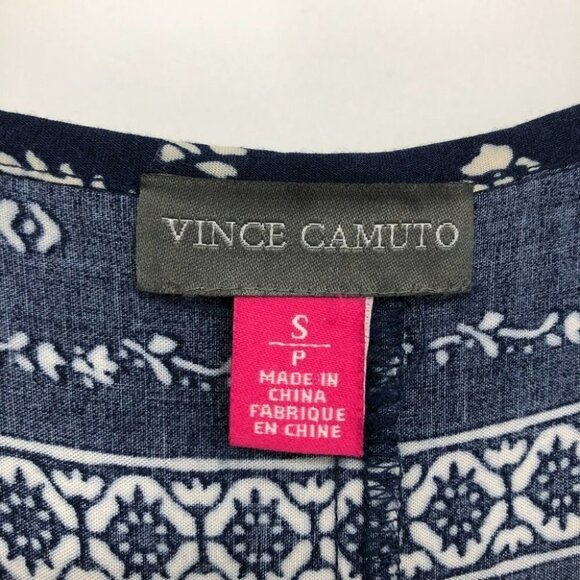 VINCE CAMUTO
S
P
MADE IN
CHINA
FABRIQUE
EN CHINE